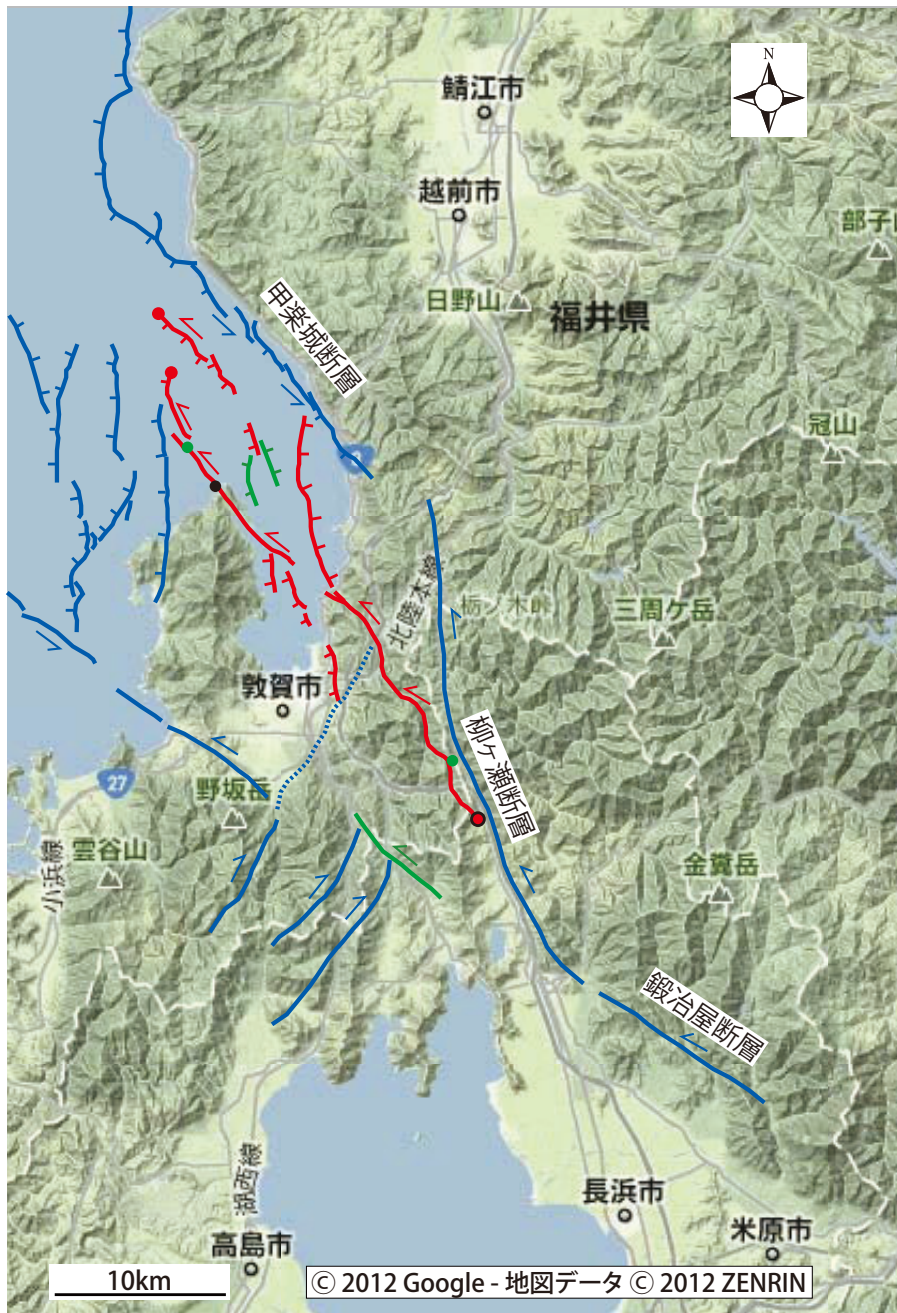 N
鯖江市
越前市
部子山
日野山
福井県
甲楽城断層
冠山
8
北陸本線
栃ノ木峠
三周ケ岳
敦賀市
柳ヶ瀬断層
27
野坂岳
雲谷山
小浜線
金糞岳
鍛冶屋断層
湖西線
長浜市
米原市
高島市
10km
© 2012 Google - 地図データ © 2012 ZENRIN